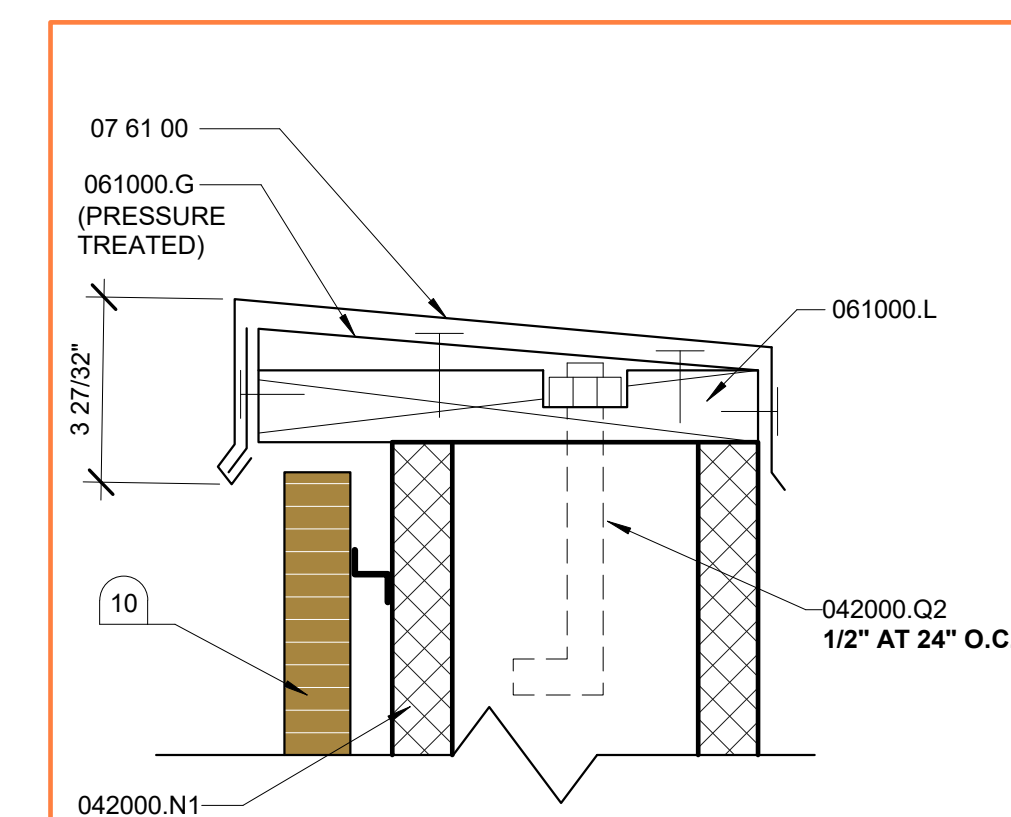 07 61 00
061000.G
(PRESSURE
TREATED)
061000.L
3 27/32"
10
042000.Q2
1/2" AT 24" O.C.
042000.N1